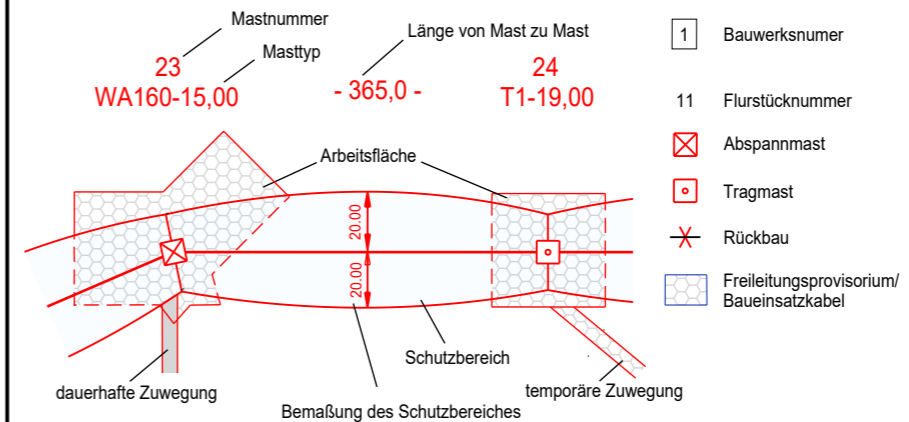 Mastnummer
23
Masttyp
WA160-15,00
Länge von Mast zu Mast
- 365,0 -
24
T1-19,00
Arbeitsfläche
20.00
20.00
Schutzbereich
dauerhafte Zuwegung
Bemaßung des Schutzbereiches
temporäre Zuwegung
1 Bauwerksnumer
11 Flurstücknummer
Abspannmast
Tragmast
Rückbau
Freileitungsprovisorium/
Baueinsatzkabel